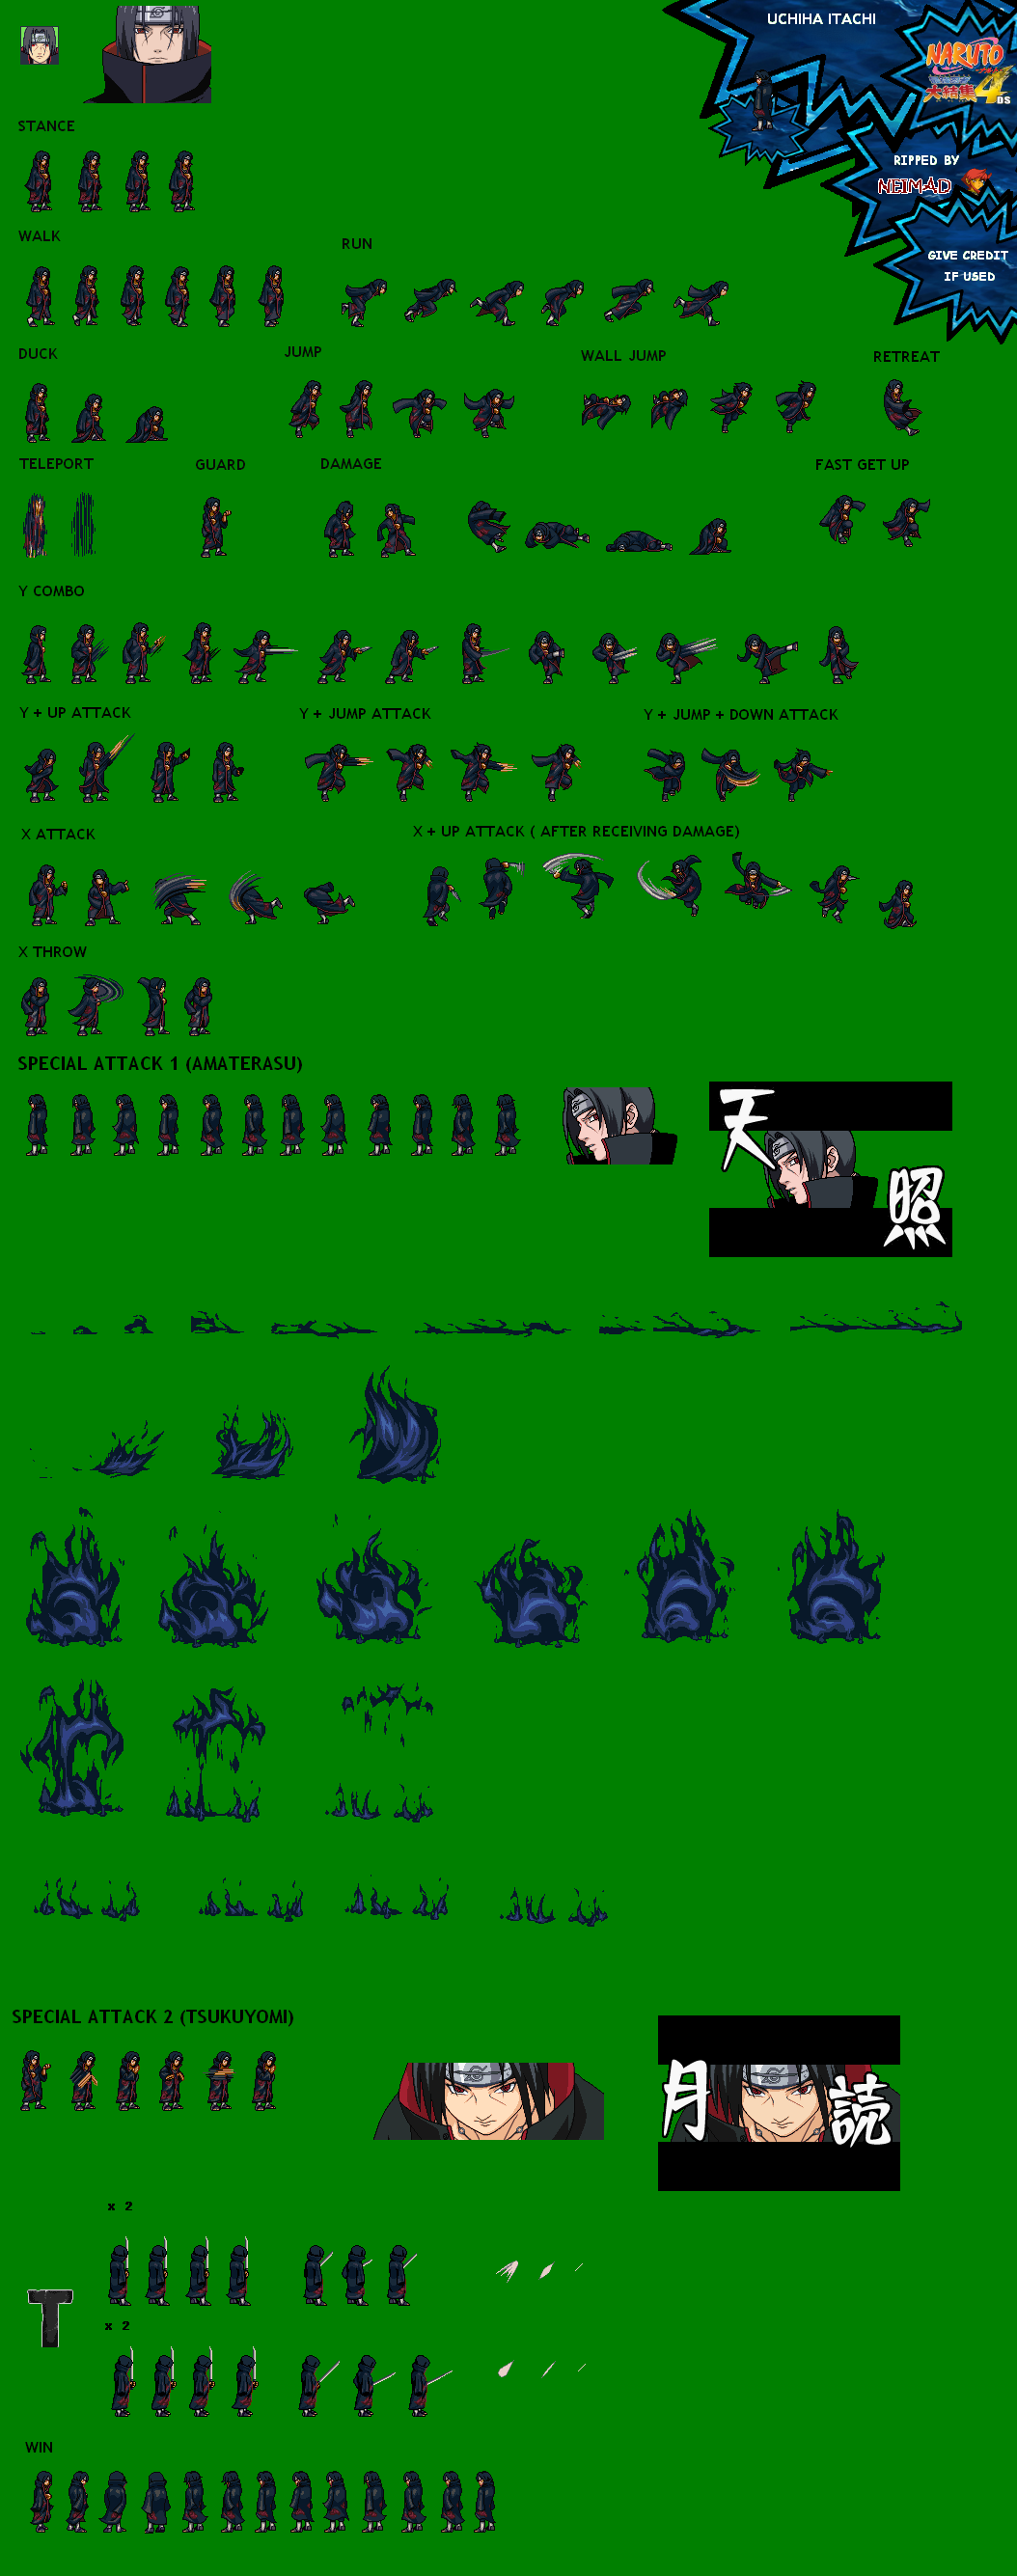 UCHIHA ITACHI
NARUTO
大結集4
DS
STANCE
RIPPED BY
NEIMAD
WALK
RUN
GIVE CREDIT
IF USED
DUCK
JUMP
WALL JUMP
RETREAT
TELEPORT
GUARD
DAMAGE
FAST GET UP
Y COMBO
Y + UP ATTACK
Y + JUMP ATTACK
Y + JUMP + DOWN ATTACK
X ATTACK
X + UP ATTACK ( AFTER RECEIVING DAMAGE)
X THROW
SPECIAL ATTACK 1 (AMATERASU)
天
照
SPECIAL ATTACK 2 (TSUKUYOMI)
月
読
x 2
x 2
WIN